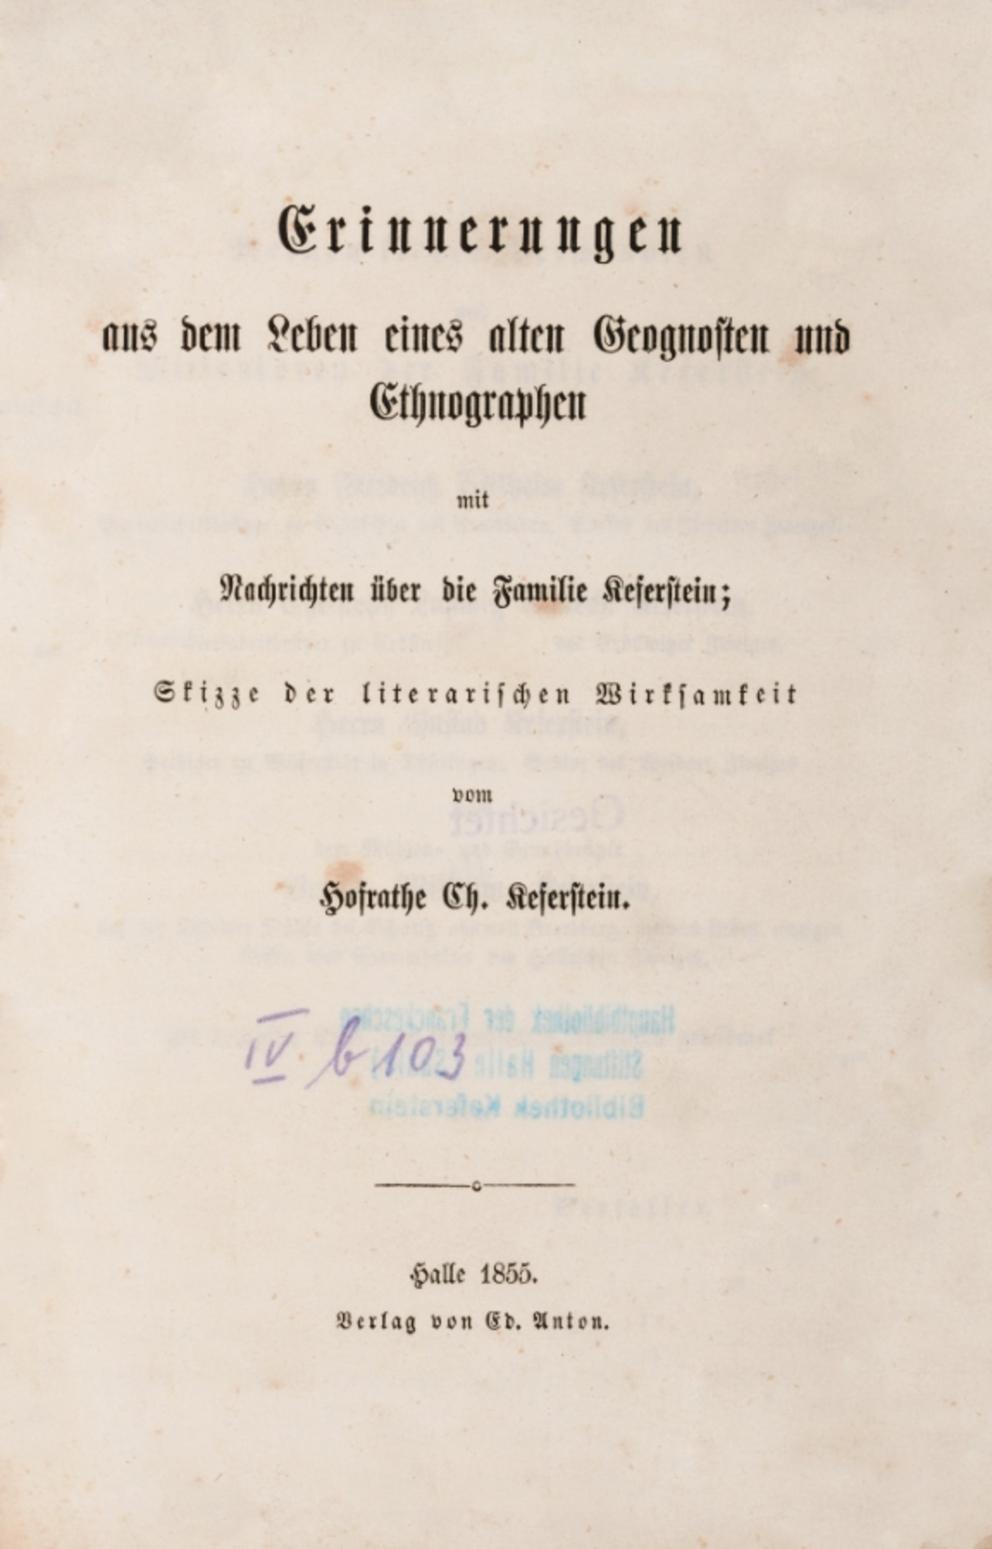 Erinnerungen
aus dem Leben eines alten Geognosten und
Ethnographen
mit
Nachrichten über die Familie Keferstein;
Skizze der literarischen Wirksamkeit
vom
Gesichtet
Hofrathe Ch. Keferstein.
Hauptbibliothek der Franckeschen
Stiftungen Halle (Saale)
Bibliothek Keferstein
IV b 103
Halle 1855.
Verlag von Ed. Anton.